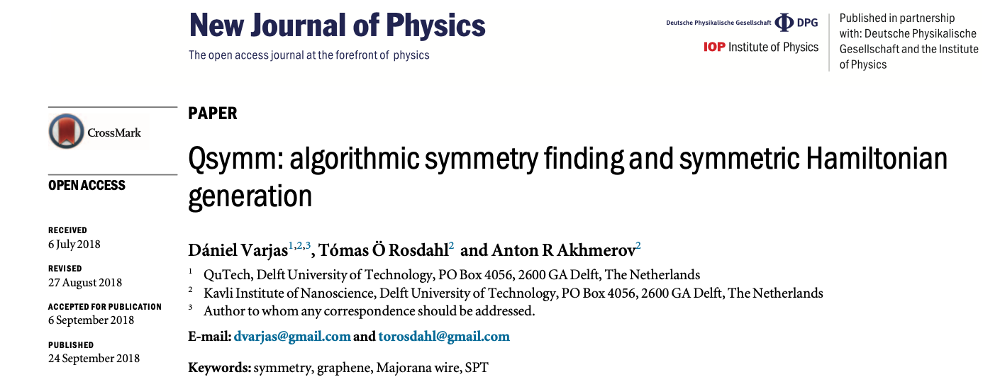 New Journal of Physics
The open access journal at the forefront of physics
Deutsche Physikalische Gesellschaft Φ DPG
IOP Institute of Physics
Published in partnership
with: Deutsche Physikalische
Gesellschaft and the Institute
of Physics
CrossMark
OPEN ACCESS
RECEIVED
6 July 2018
REVISED
27 August 2018
ACCEPTED FOR PUBLICATION
6 September 2018
PUBLISHED
24 September 2018
PAPER
Qsymm: algorithmic symmetry finding and symmetric Hamiltonian
generation
Dániel Varjas1,2,3, Tómas Ö Rosdahl2 and Anton R Akhmerov2
1 QuTech, Delft University of Technology, PO Box 4056, 2600 GA Delft, The Netherlands
2 Kavli Institute of Nanoscience, Delft University of Technology, PO Box 4056, 2600 GA Delft, The Netherlands
3 Author to whom any correspondence should be addressed.
E-mail: dvarjas@gmail.com and torosdahl@gmail.com
Keywords: symmetry, graphene, Majorana wire, SPT